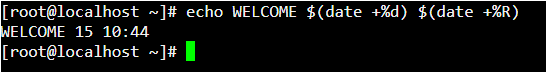 [root@localhost ~]# echo WELCOME $(date +%d) $(date +%R)
WELCOME 15 10:44
[root@localhost ~]#